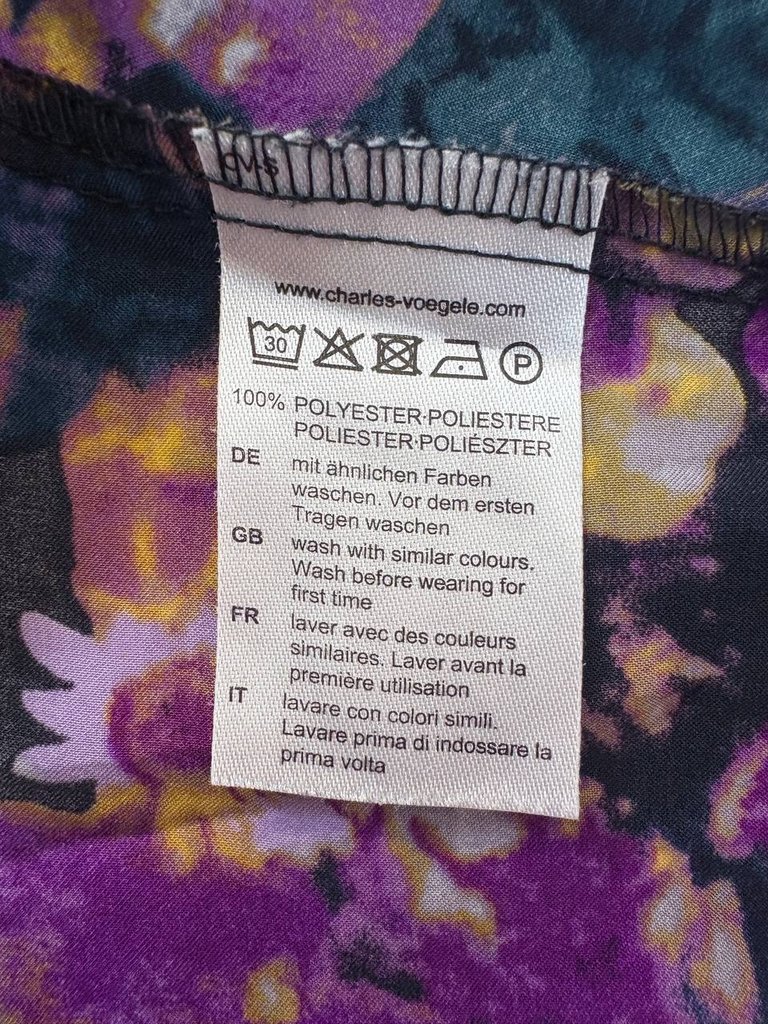 www.charles-voegele.com
30 P
100% POLYESTER·POLIESTERE
POLIESTER·POLIÉSZTER
DE mit ähnlichen Farben
waschen. Vor dem ersten
Tragen waschen
GB wash with similar colours.
Wash before wearing for
first time
FR laver avec des couleurs
similaires. Laver avant la
première utilisation
IT lavare con colori simili.
Lavare prima di indossare la
prima volta